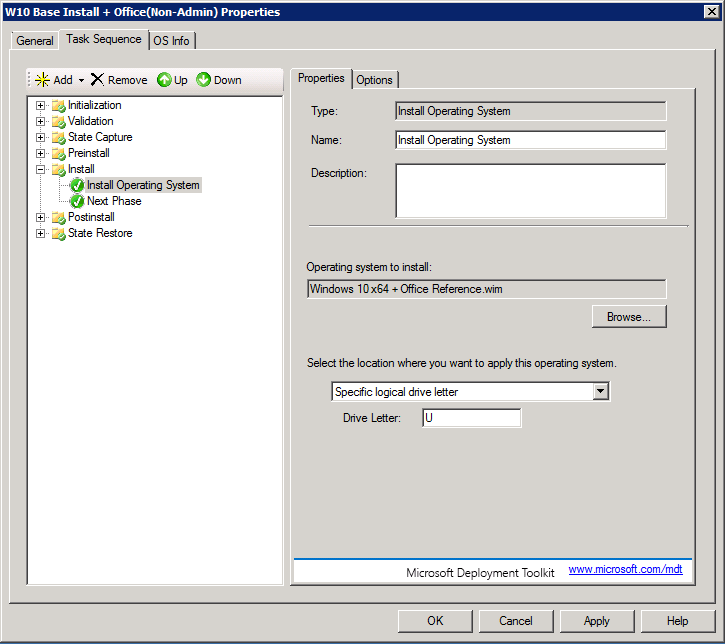 W10 Base Install + Office(Non-Admin) Properties
General Task Sequence OS Info
Add Remove Up Down
Initialization
Validation
State Capture
Preinstall
Install
Install Operating System
Next Phase
Postinstall
State Restore
Properties Options
Type: Install Operating System
Name: Install Operating System
Description:
Operating system to install:
Windows 10 x64 + Office Reference.wim
Browse...
Select the location where you want to apply this operating system.
Specific logical drive letter
Drive Letter: U
Microsoft Deployment Toolkit www.microsoft.com/mdt
OK Cancel Apply Help